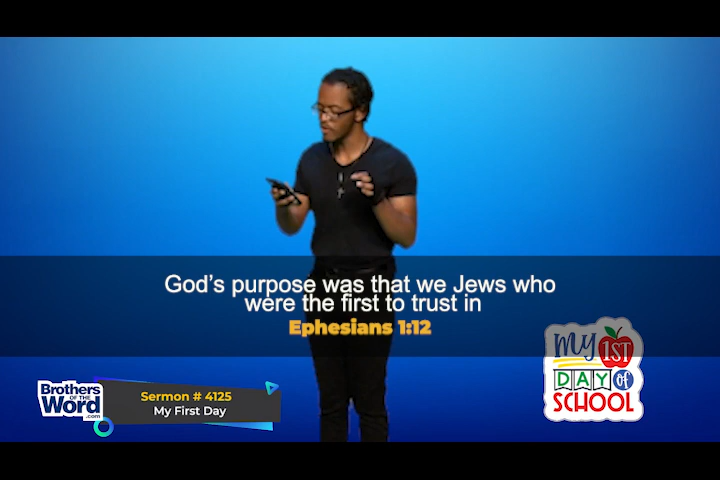 God's purpose was that we Jews who
were the first to trust in
Ephesians 1:12
My 1ST
DAY of
SCHOOL
Brothers
OF THE
Word
.com
Sermon # 4125
My First Day